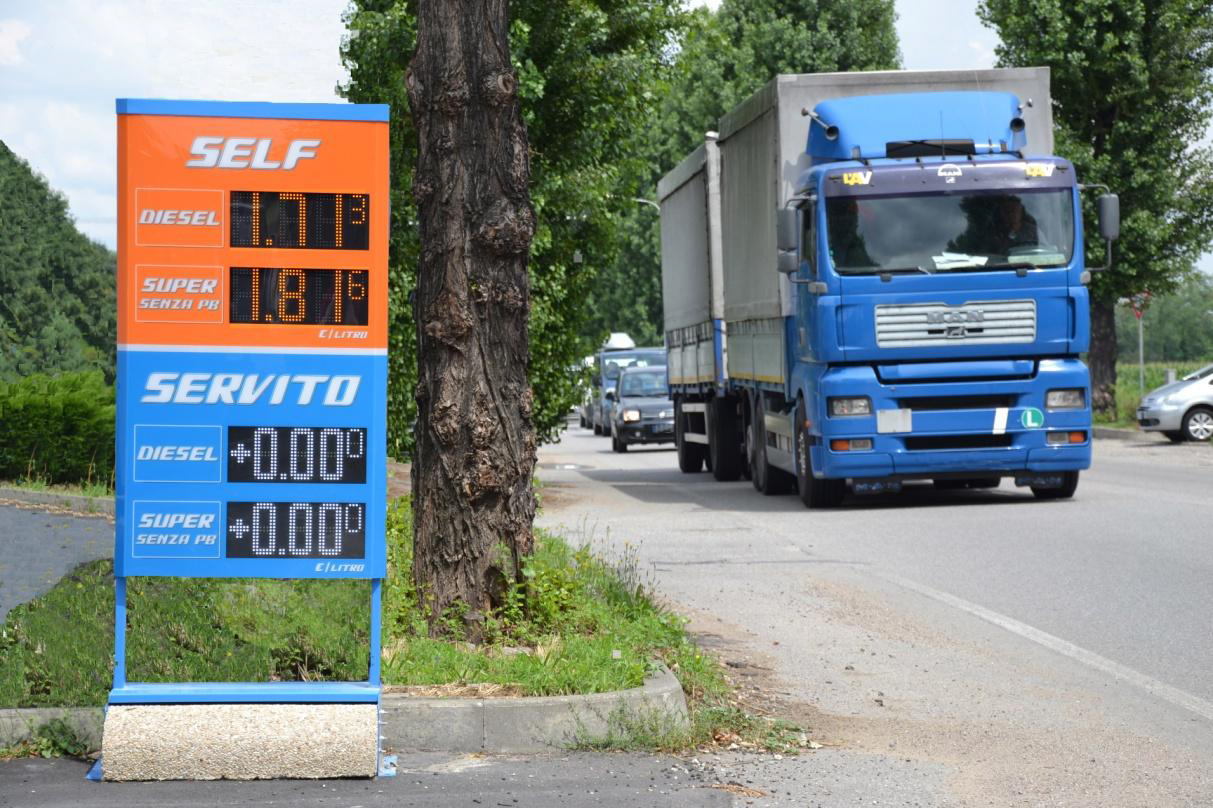 SELF
DIESEL 1.71³
SUPER
SENZA PB 1.81⁶
€/LITRO
SERVITO
DIESEL +0.00⁰
SUPER
SENZA PB +0.00⁰
€/LITRO
MAN
MAN
L